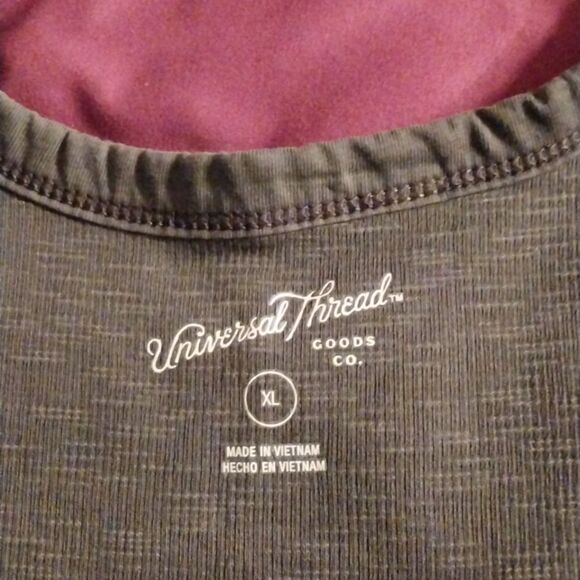 Universal Thread™
GOODS
CO.
XL
MADE IN VIETNAM
HECHO EN VIETNAM